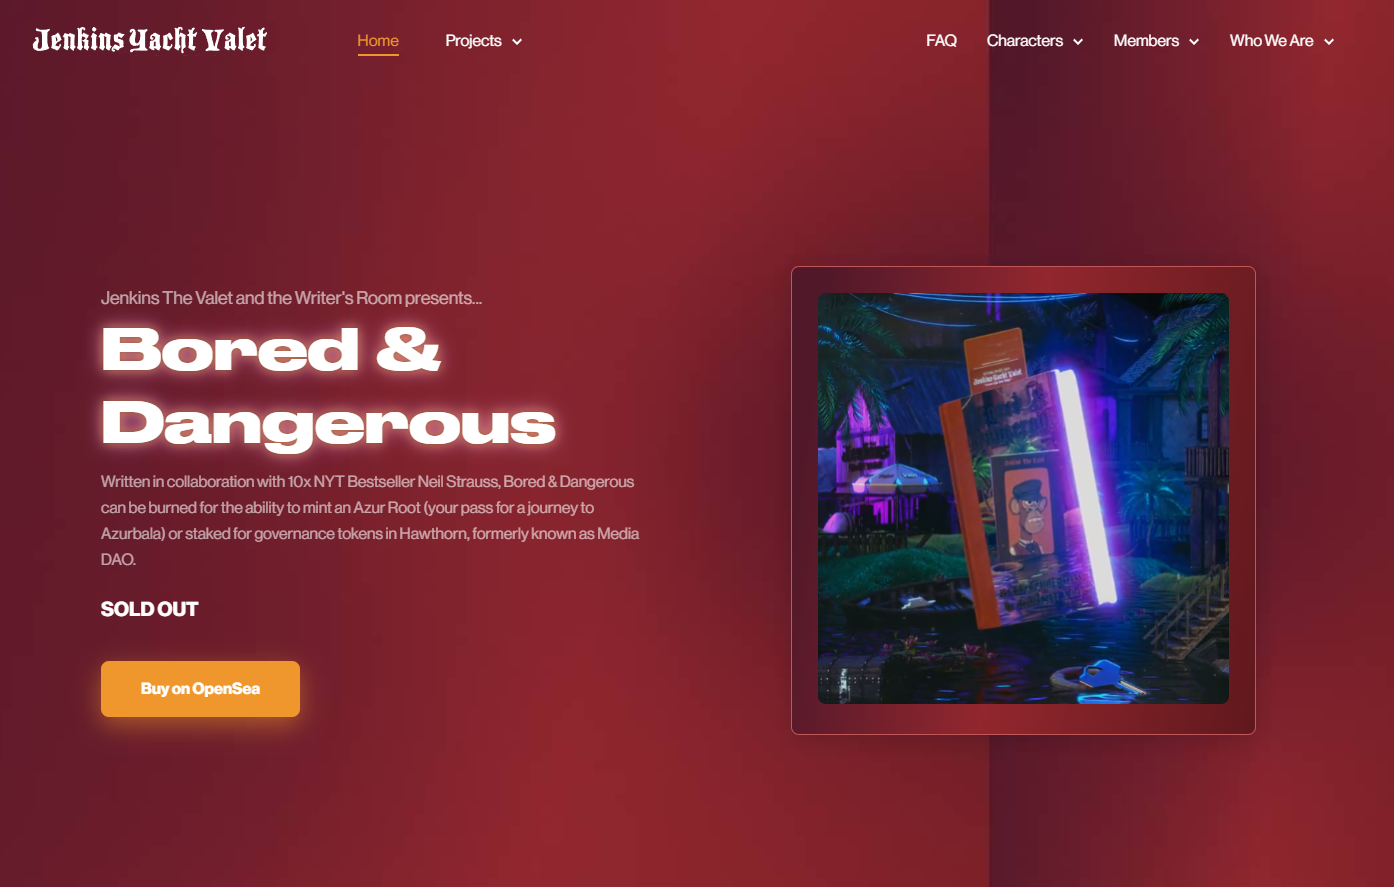 Jenkins Yacht Valet
Home
Projects
FAQ
Characters
Members
Who We Are
Jenkins The Valet and the Writer's Room presents...
Bored &
Dangerous
Written in collaboration with 10x NYT Bestseller Neil Strauss, Bored & Dangerous
can be burned for the ability to mint an Azur Root (your pass for a journey to
Azurbala) or staked for governance tokens in Hawthorn, formerly known as Media
DAO.
SOLD OUT
Buy on OpenSea
Jenkins Yacht Valet